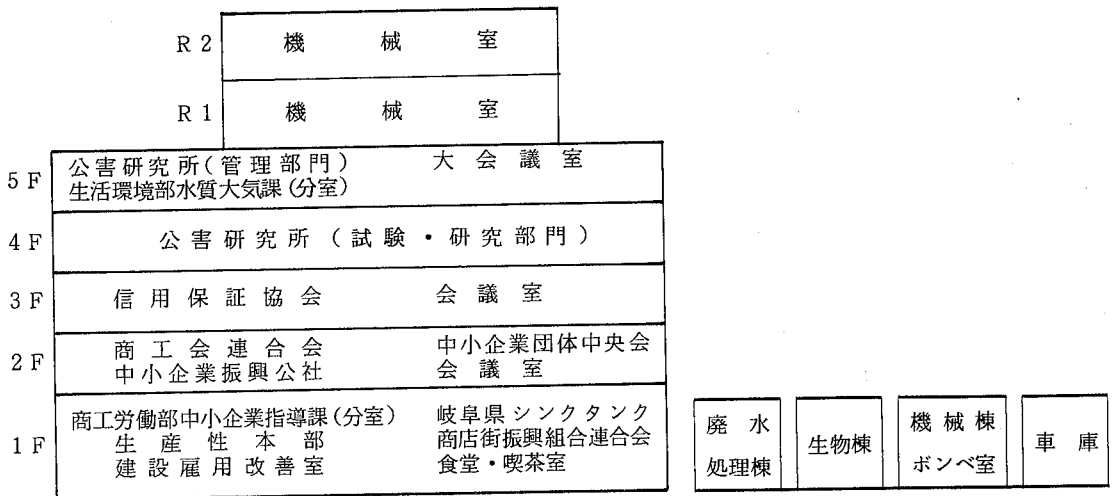 R2 機械室
R1 機械室
5F 公害研究所(管理部門) 大会議室
生活環境部水質大気課(分室)
4F 公害研究所(試験・研究部門)
3F 信用保証協会 会議室
2F 商工会連合会 中小企業団体中央会
中小企業振興公社 会議室
1F 商工労働部中小企業指導課(分室) 岐阜県シンクタンク
生産性本部 商店街振興組合連合会
建設雇用改善室 食堂・喫茶室
廃水
処理棟
生物棟
機械棟
ボンベ室
車庫